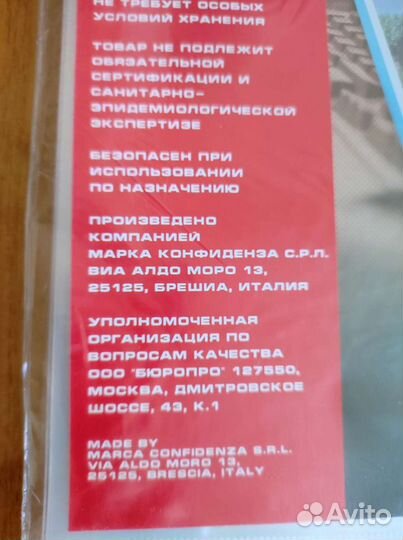 НЕ ТРЕБУЕТ ОСОБЫХ
УСЛОВИЙ ХРАНЕНИЯ
ТОВАР НЕ ПОДЛЕЖИТ
ОБЯЗАТЕЛЬНОЙ
СЕРТИФИКАЦИИ И
САНИТАРНО-
ЭПИДЕМИОЛОГИЧЕСКОЙ
ЭКСПЕРТИЗЕ
БЕЗОПАСЕН ПРИ
ИСПОЛЬЗОВАНИИ
ПО НАЗНАЧЕНИЮ
ПРОИЗВЕДЕНО
КОМПАНИЕЙ
МАРКА КОНФИДЕНЗА С.Р.Л.
ВИА АЛДО МОРО 13,
25125, БРЕШИА, ИТАЛИЯ
УПОЛНОМОЧЕННАЯ
ОРГАНИЗАЦИЯ ПО
ВОПРОСАМ КАЧЕСТВА
ООО "БЮРОПРО" 127550,
МОСКВА, ДМИТРОВСКОЕ
ШОССЕ, 43, К.1
MADE BY
MARCA CONFIDENZA S.R.L.
VIA ALDO MORO 13,
25125, BRESCIA, ITALY
Avito